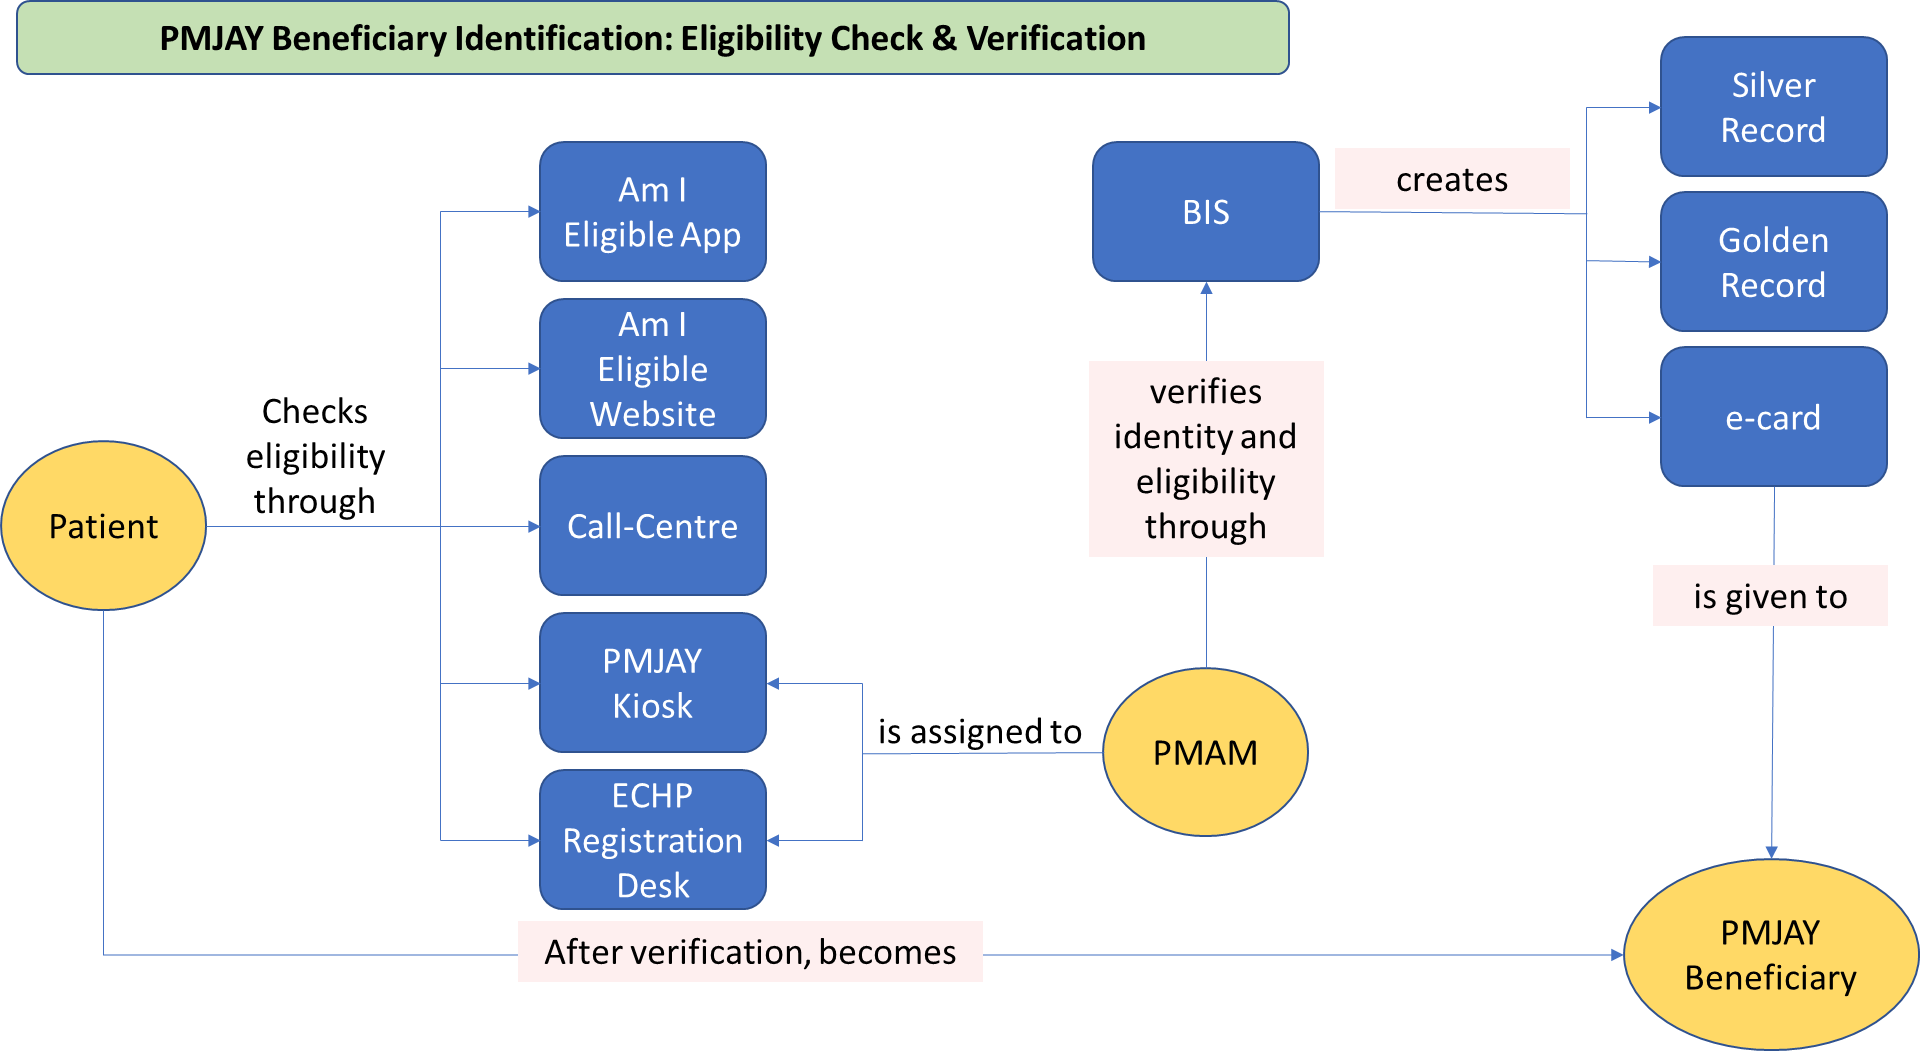 PMJAY Beneficiary Identification: Eligibility Check & Verification
Patient
Checks
eligibility
through
Am I
Eligible App
Am I
Eligible
Website
Call-Centre
PMJAY
Kiosk
ECHP
Registration
Desk
is assigned to
PMAM
verifies
identity and
eligibility
through
BIS
creates
Silver
Record
Golden
Record
e-card
is given to
After verification, becomes
PMJAY
Beneficiary